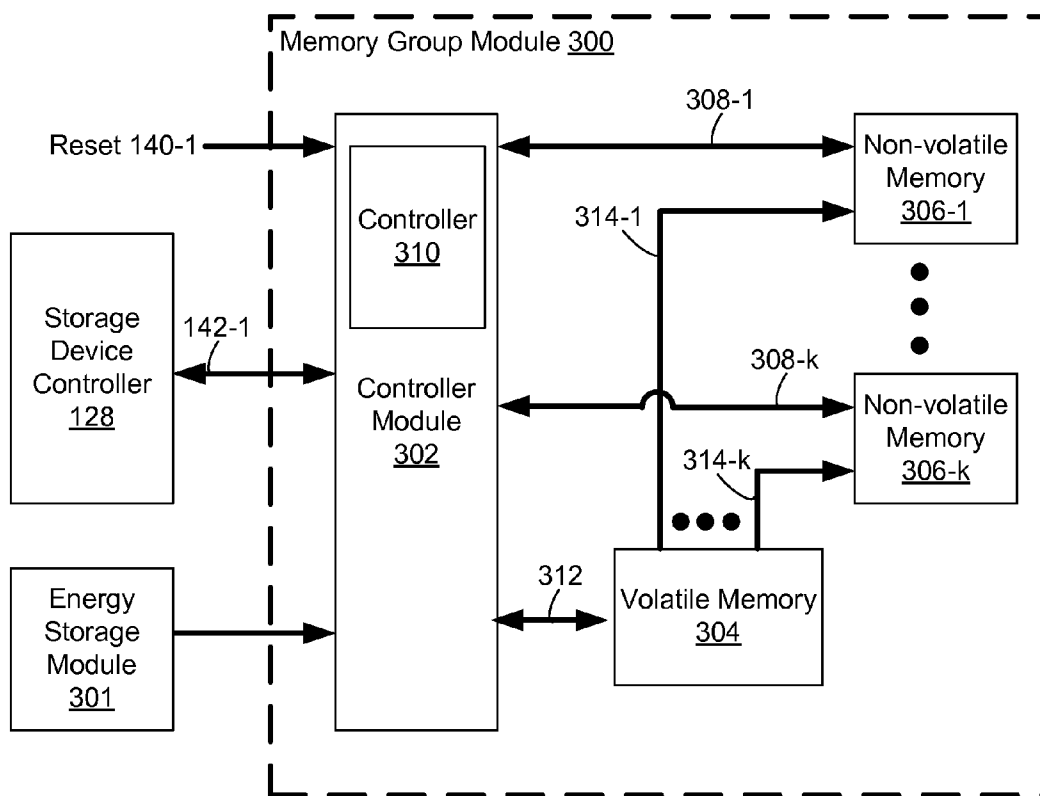 Memory Group Module 300
308-1
Reset 140-1
Non-volatile
Memory
306-1
Controller
310
314-1
Storage
Device
Controller
128
142-1
Controller
Module
302
308-k
Non-volatile
Memory
306-k
314-k
Energy
Storage
Module
301
312
Volatile Memory
304